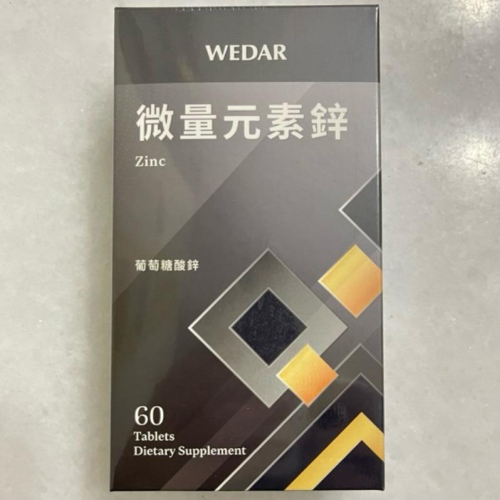 WEDAR
微量元素鋅
Zinc
葡萄糖酸鋅
60
Tablets
Dietary Supplement